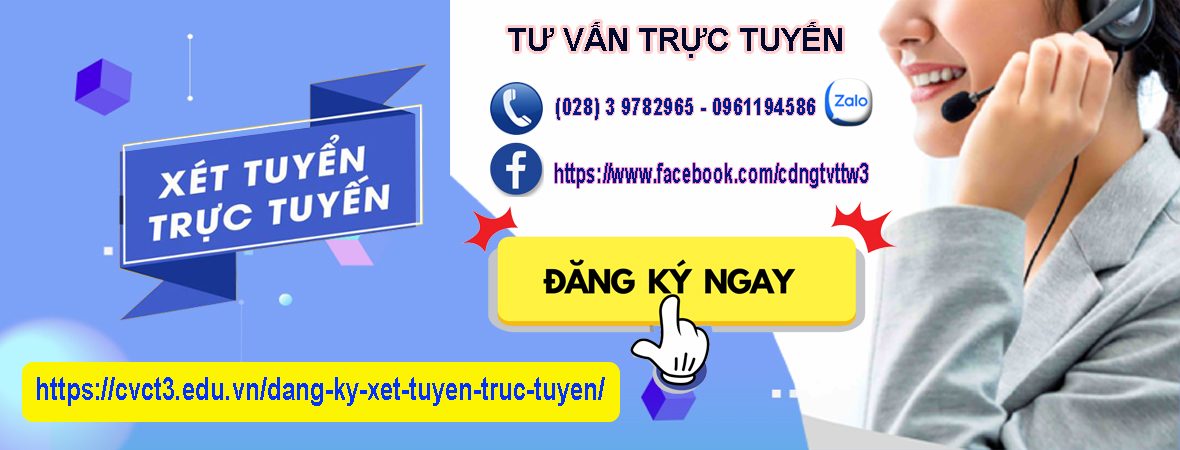 XÉT TUYỂN
TRỰC TUYẾN
TƯ VẤN TRỰC TUYẾN
(028) 3 9782965 - 0961194586 Zalo
https://www.facebook.com/cdngtvttw3
ĐĂNG KÝ NGAY
https://cvct3.edu.vn/dang-ky-xet-tuyen-truc-tuyen/